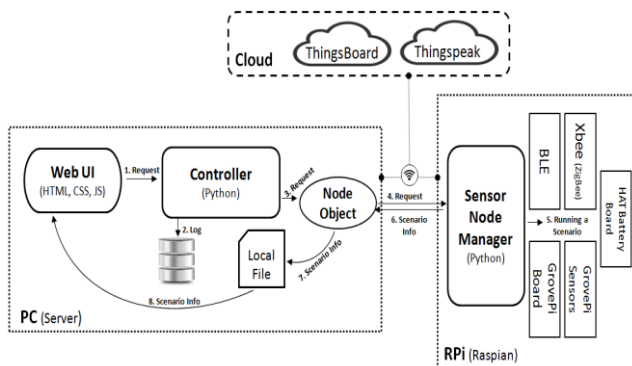 ThingsBoard
Thingspeak
Cloud
Web UI
(HTML, CSS, JS)
1. Request
Controller
(Python)
3. Request
Node
Object
2. Log
Local
File
7. Scenario Info
8. Scenario Info
PC (Server)
4. Request
6. Scenario
Info
Sensor
Node
Manager
(Python)
BLE
Xbee (ZigBee)
HAT Battery
Board
5. Running a
Scenario
GrovePi
Board
GrovePi
Sensors
RPi (Raspian)